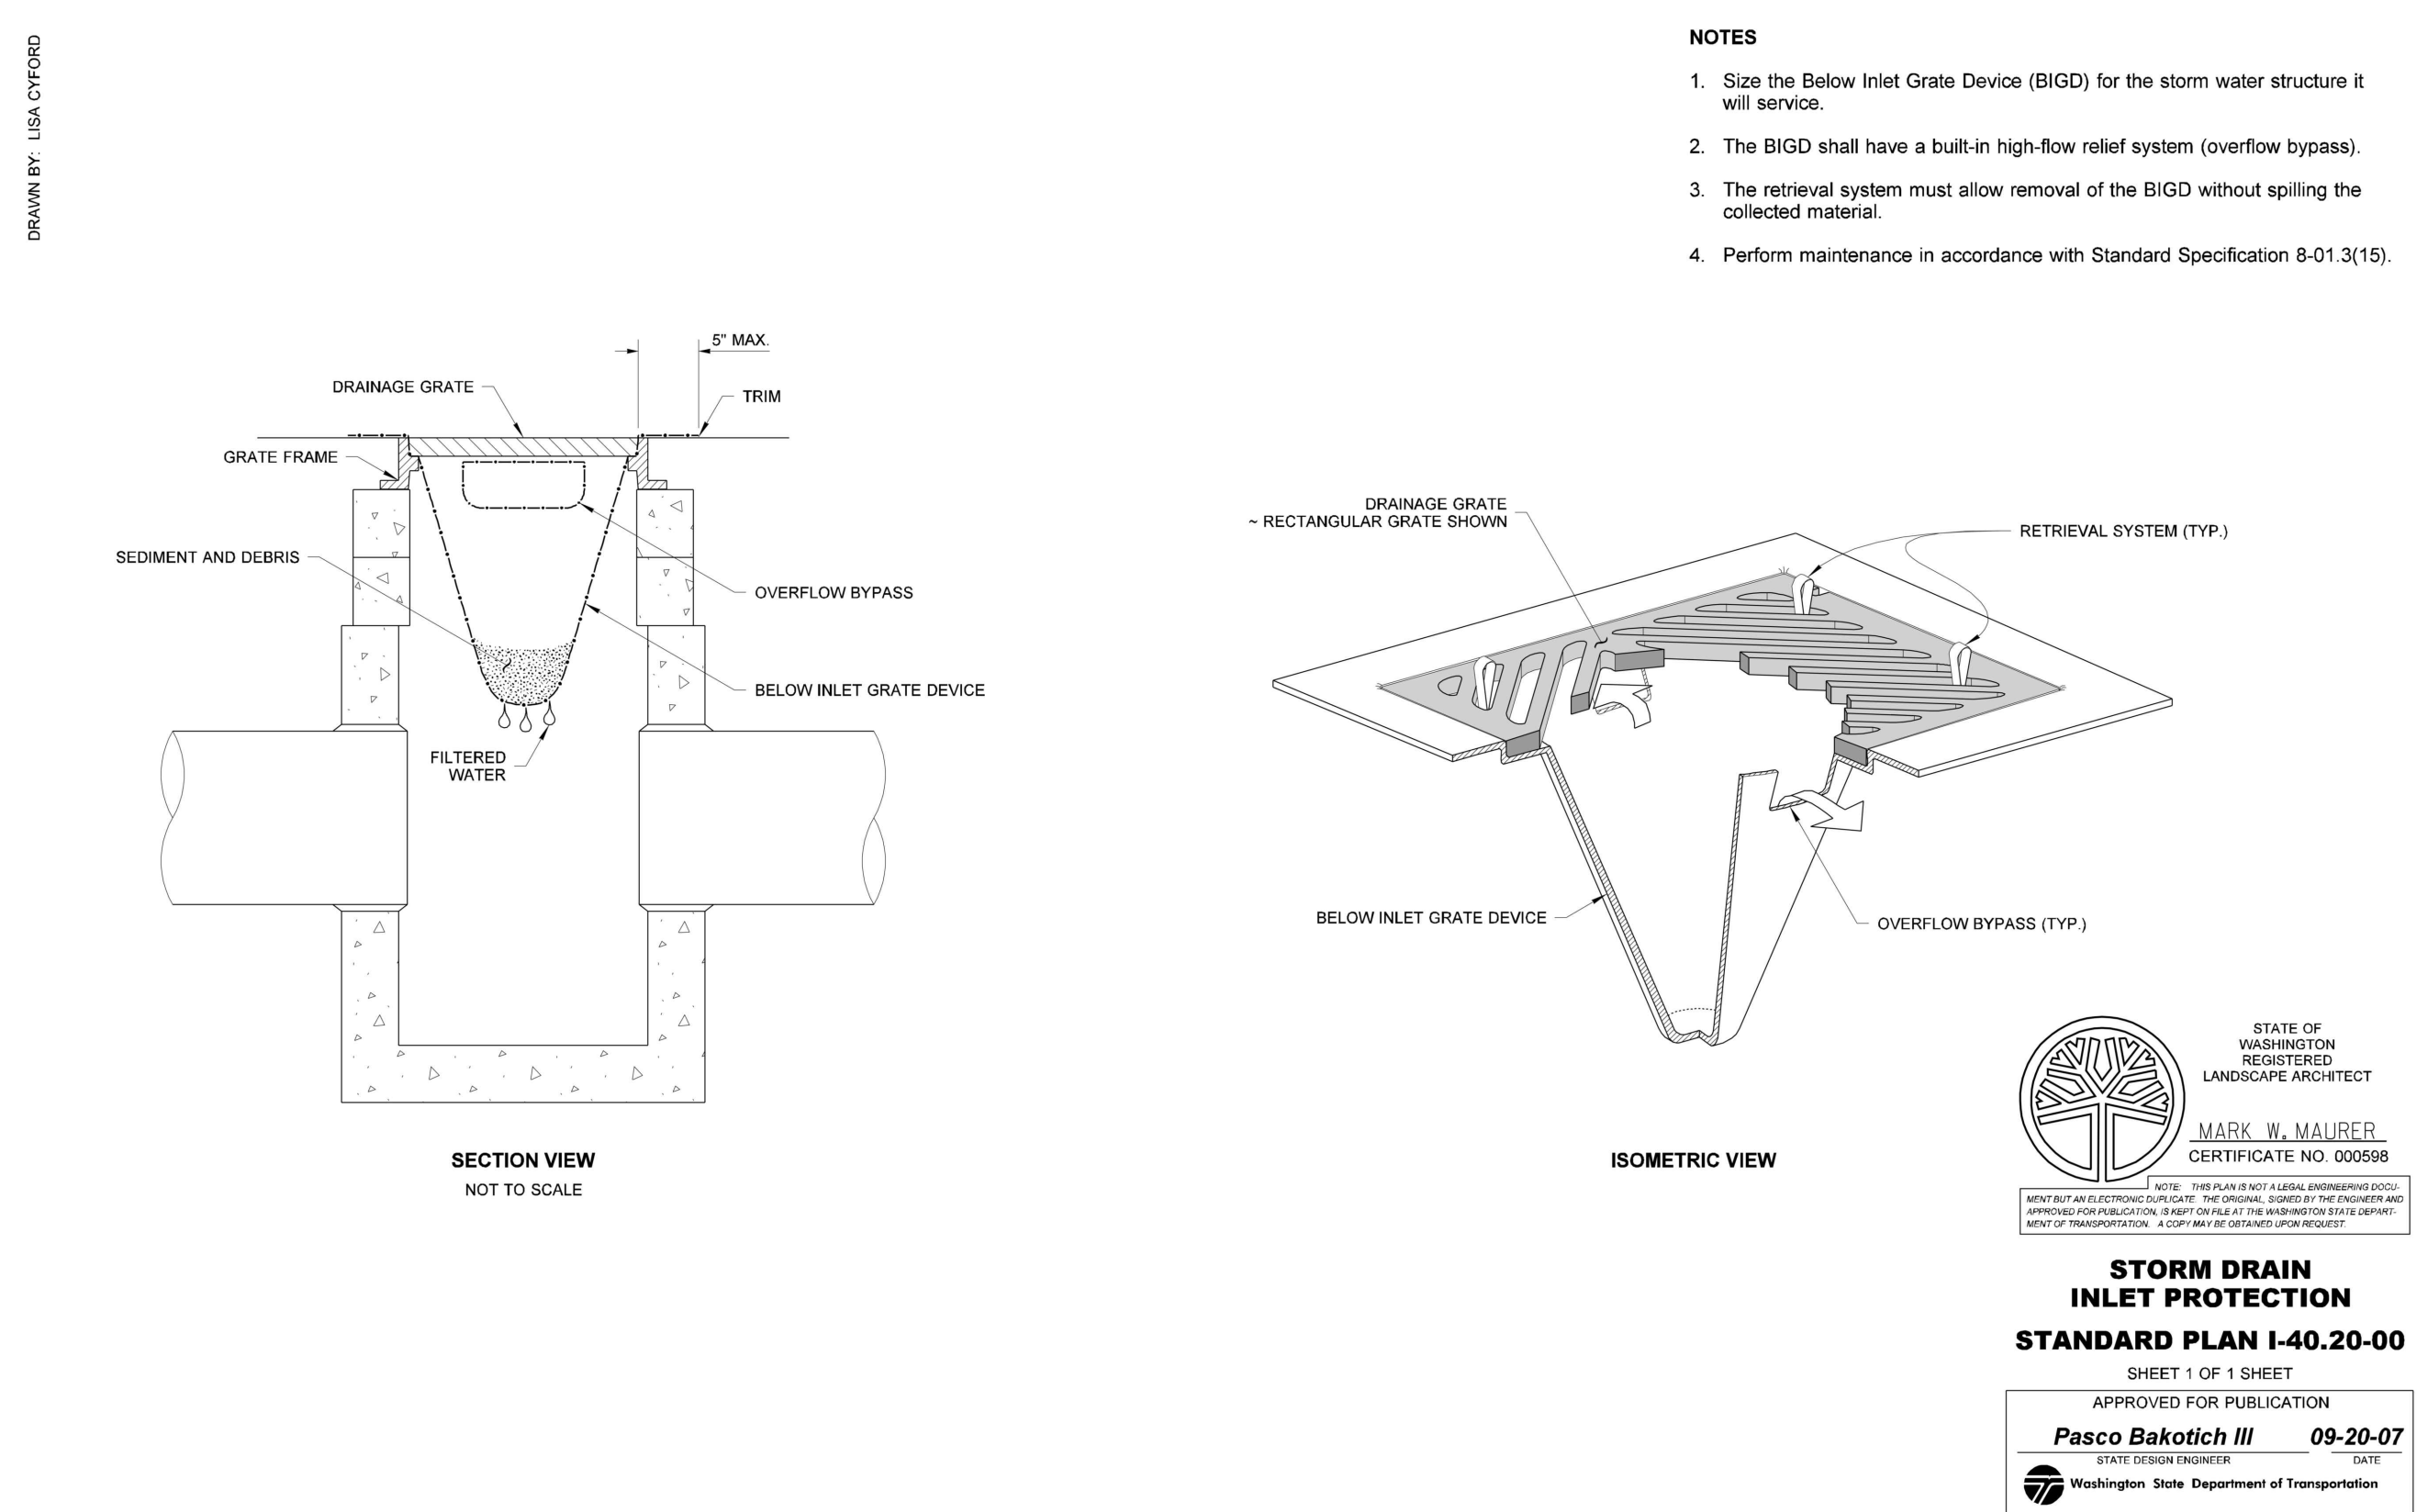 DRAWN BY: LISA CYFORD
NOTES
1. Size the Below Inlet Grate Device (BIGD) for the storm water structure it
will service.
2. The BIGD shall have a built-in high-flow relief system (overflow bypass).
3. The retrieval system must allow removal of the BIGD without spilling the
collected material.
4. Perform maintenance in accordance with Standard Specification 8-01.3(15).
5" MAX.
DRAINAGE GRATE
TRIM
GRATE FRAME
SEDIMENT AND DEBRIS
OVERFLOW BYPASS
BELOW INLET GRATE DEVICE
FILTERED
WATER
SECTION VIEW
NOT TO SCALE
DRAINAGE GRATE
~ RECTANGULAR GRATE SHOWN
RETRIEVAL SYSTEM (TYP.)
BELOW INLET GRATE DEVICE
OVERFLOW BYPASS (TYP.)
ISOMETRIC VIEW
STATE OF
WASHINGTON
REGISTERED
LANDSCAPE ARCHITECT
MARK W. MAURER
CERTIFICATE NO. 000598
NOTE: THIS PLAN IS NOT A LEGAL ENGINEERING DOCU-
MENT BUT AN ELECTRONIC DUPLICATE. THE ORIGINAL, SIGNED BY THE ENGINEER AND
APPROVED FOR PUBLICATION, IS KEPT ON FILE AT THE WASHINGTON STATE DEPART-
MENT OF TRANSPORTATION. A COPY MAY BE OBTAINED UPON REQUEST.
STORM DRAIN
INLET PROTECTION
STANDARD PLAN I-40.20-00
SHEET 1 OF 1 SHEET
APPROVED FOR PUBLICATION
Pasco Bakotich III 09-20-07
STATE DESIGN ENGINEER DATE
Washington State Department of Transportation